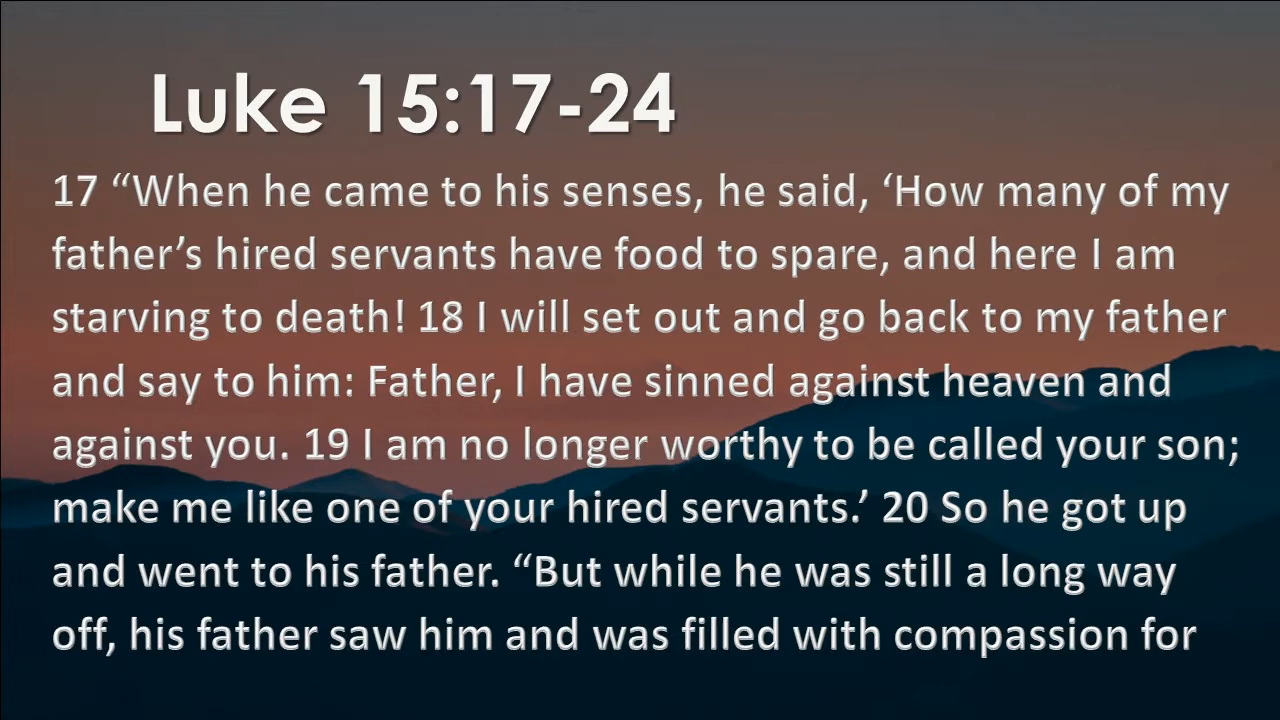 Luke 15:17-24
17 “When he came to his senses, he said, ‘How many of my
father’s hired servants have food to spare, and here I am
starving to death! 18 I will set out and go back to my father
and say to him: Father, I have sinned against heaven and
against you. 19 I am no longer worthy to be called your son;
make me like one of your hired servants.’ 20 So he got up
and went to his father. “But while he was still a long way
off, his father saw him and was filled with compassion for